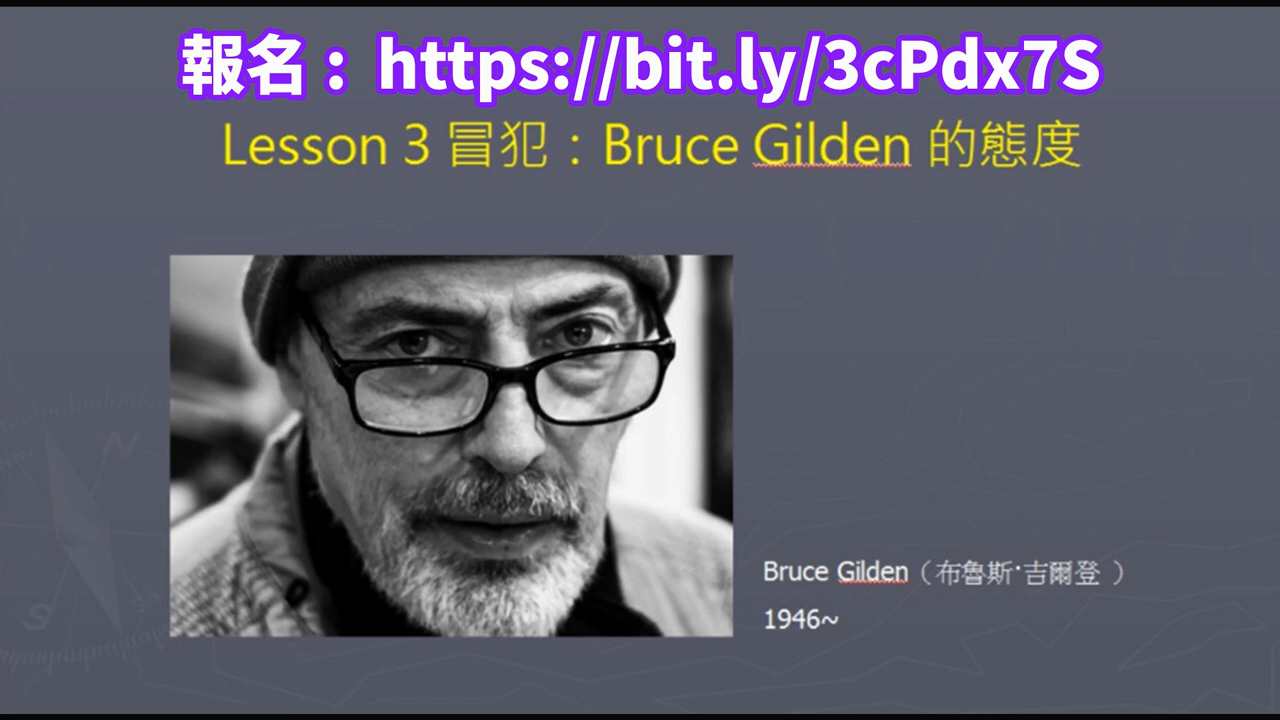 報名：https://bit.ly/3cPdx7S
Lesson 3 冒犯：Bruce Gilden 的態度
Bruce Gilden（布魯斯·吉爾登 ）
1946~
N
S